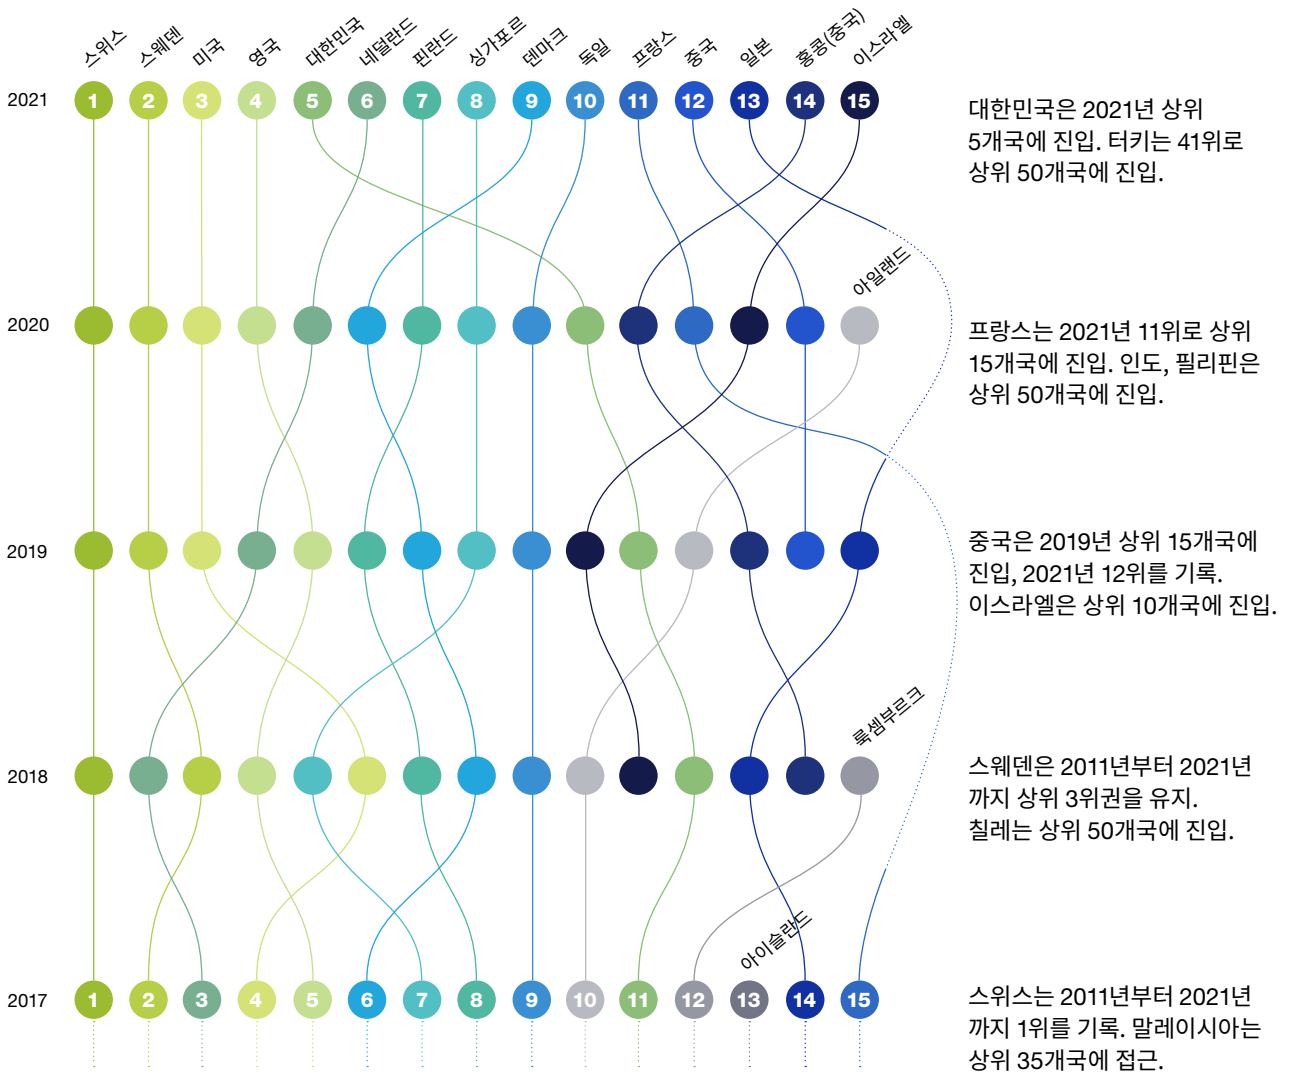 스위스
스웨덴
미국
영국
대한민국
네덜란드
핀란드
싱가포르
덴마크
독일
프랑스
중국
일본
홍콩(중국)
이스라엘
2021
1 2 3 4 5 6 7 8 9 10 11 12 13 14 15
대한민국은 2021년 상위
5개국에 진입. 터키는 41위로
상위 50개국에 진입.
아일랜드
2020
프랑스는 2021년 11위로 상위
15개국에 진입. 인도, 필리핀은
상위 50개국에 진입.
2019
중국은 2019년 상위 15개국에
진입, 2021년 12위를 기록.
이스라엘은 상위 10개국에 진입.
룩셈부르크
2018
스웨덴은 2011년부터 2021년
까지 상위 3위권을 유지.
칠레는 상위 50개국에 진입.
아이슬란드
2017
1 2 3 4 5 6 7 8 9 10 11 12 13 14 15
스위스는 2011년부터 2021년
까지 1위를 기록. 말레이시아는
상위 35개국에 접근.